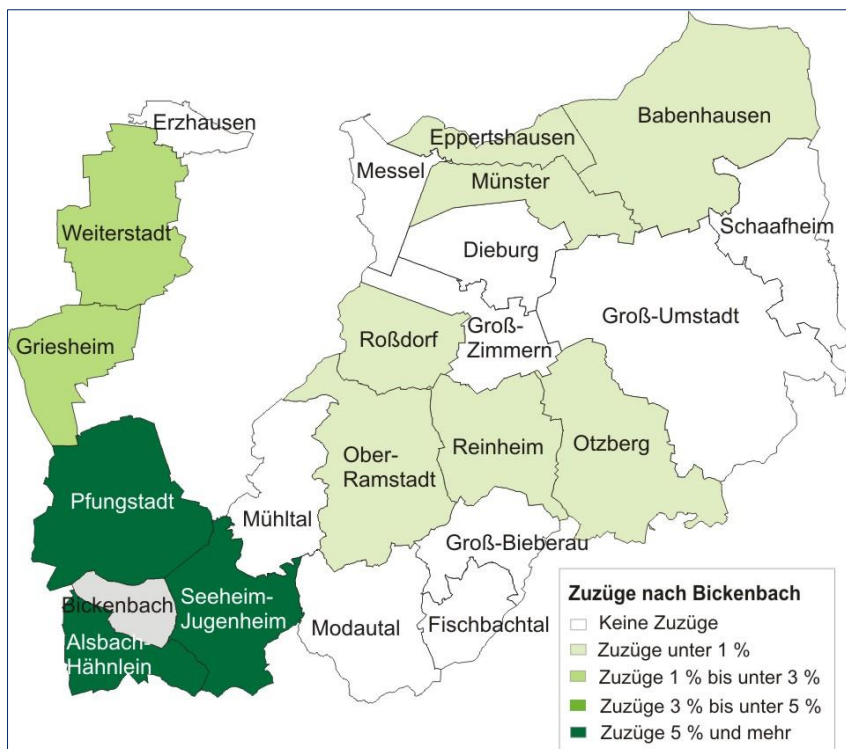 Erzhausen
Babenhausen
Eppertshausen
Messel
Münster
Schaafheim
Weiterstadt
Dieburg
Groß-Umstadt
Griesheim
Roßdorf
Groß-
Zimmern
Ober-
Ramstadt
Reinheim
Otzberg
Pfungstadt
Mühltal
Groß-Bieberau
Bickenbach
Seeheim-
Jugenheim
Modautal
Fischbachtal
Alsbach-
Hähnlein
Zuzüge nach Bickenbach
Keine Zuzüge
Zuzüge unter 1 %
Zuzüge 1 % bis unter 3 %
Zuzüge 3 % bis unter 5 %
Zuzüge 5 % und mehr